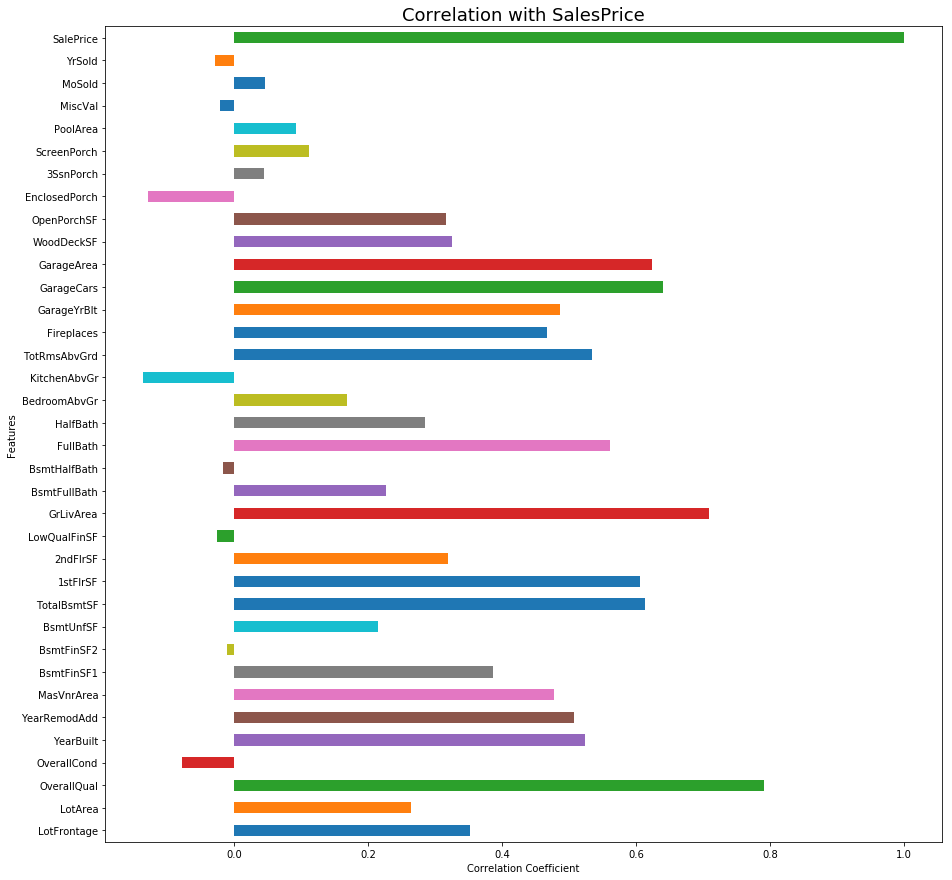 Correlation with SalesPrice
SalePrice
YrSold
MoSold
MiscVal
PoolArea
ScreenPorch
3SsnPorch
EnclosedPorch
OpenPorchSF
WoodDeckSF
GarageArea
GarageCars
GarageYrBlt
Fireplaces
TotRmsAbvGrd
KitchenAbvGr
BedroomAbvGr
HalfBath
FullBath
BsmtHalfBath
BsmtFullBath
GrLivArea
LowQualFinSF
2ndFlrSF
1stFlrSF
TotalBsmtSF
BsmtUnfSF
BsmtFinSF2
BsmtFinSF1
MasVnrArea
YearRemodAdd
YearBuilt
OverallCond
OverallQual
LotArea
LotFrontage
Features
0.0 0.2 0.4 0.6 0.8 1.0
Correlation Coefficient